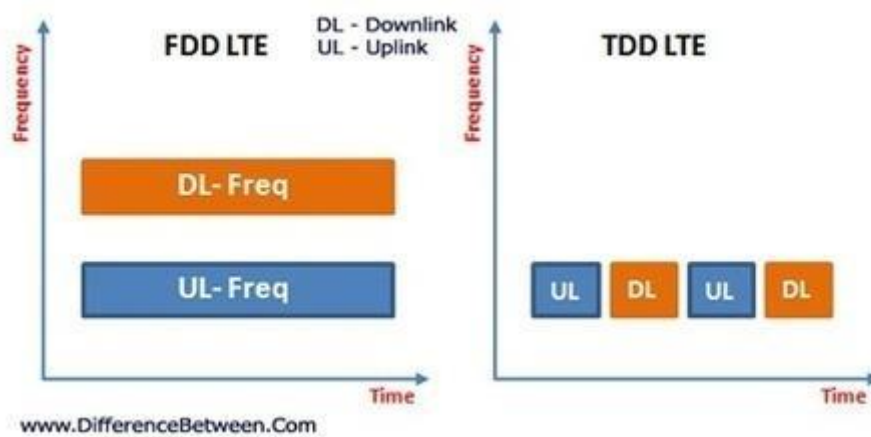 FDD LTE
DL - Downlink
UL - Uplink
TDD LTE
Frequency
DL- Freq
UL- Freq
Time
Frequency
UL DL UL DL
Time
www.DifferenceBetween.Com